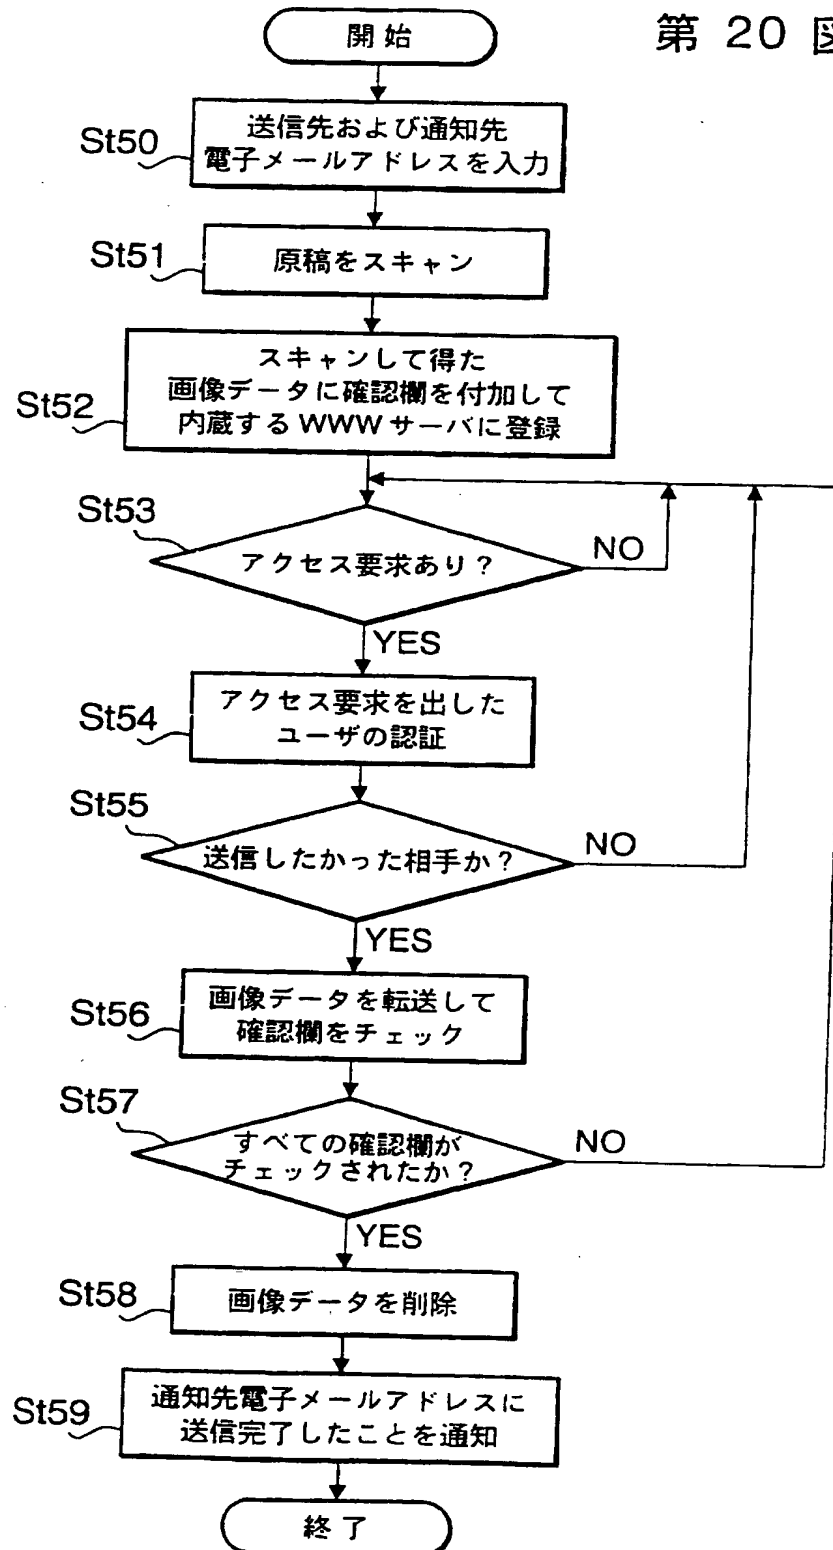 第 20 図
開始
St50
送信先および通知先
電子メールアドレスを入力
St51
原稿をスキャン
St52
スキャンして得た
画像データに確認欄を付加して
内蔵するWWWサーバに登録
St53
アクセス要求あり？
NO
YES
St54
アクセス要求を出した
ユーザの認証
St55
送信したかった相手か？
NO
YES
St56
画像データを転送して
確認欄をチェック
St57
すべての確認欄が
チェックされたか？
NO
YES
St58
画像データを削除
St59
通知先電子メールアドレスに
送信完了したことを通知
終了